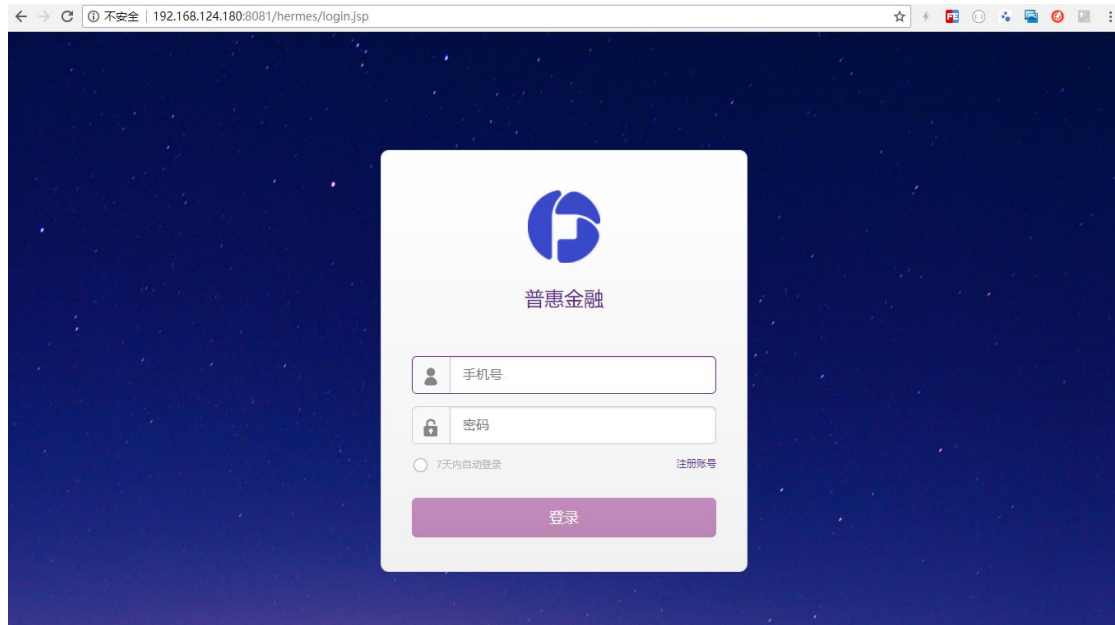 不安全 | 192.168.124.180:8081/hermes/login.jsp
普惠金融
手机号
密码
7天内自动登录 注册账号
登录